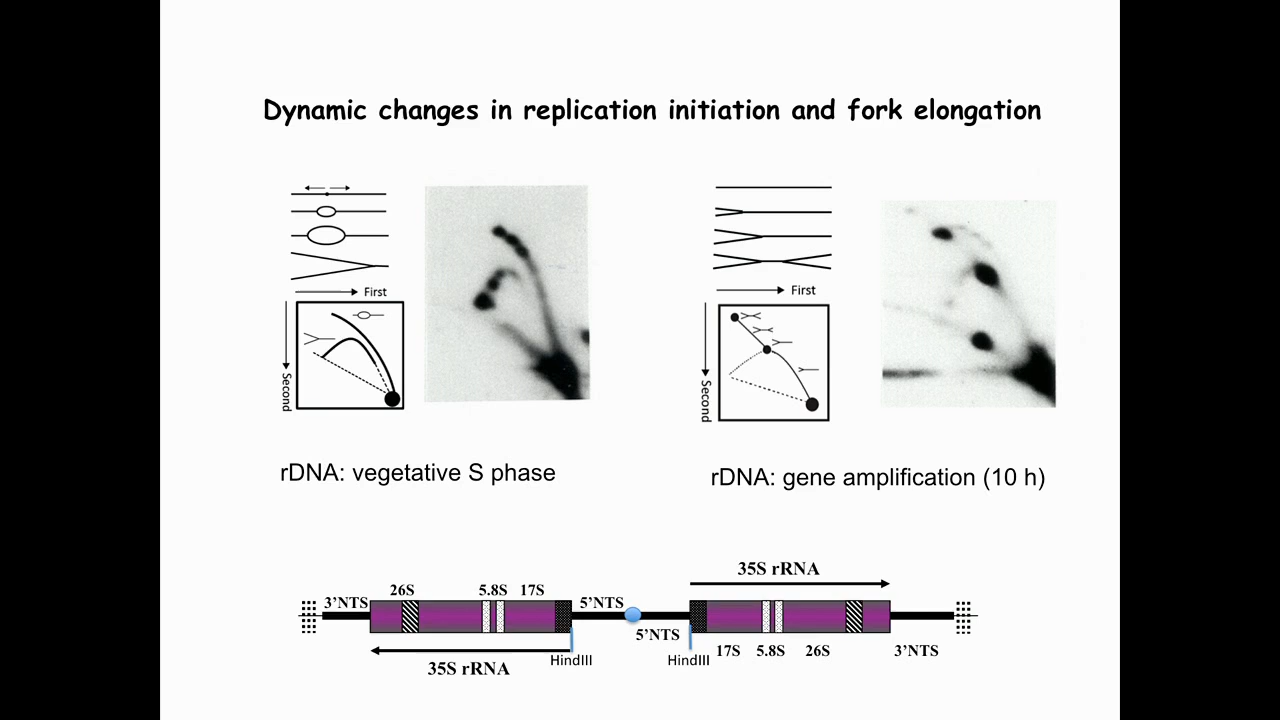 Dynamic changes in replication initiation and fork elongation
First
Second
First
Second
rDNA: vegetative S phase
rDNA: gene amplification (10 h)
35S rRNA
3'NTS 26S 5.8S 17S 5'NTS
5'NTS 17S 5.8S 26S 3'NTS
HindIII HindIII
35S rRNA